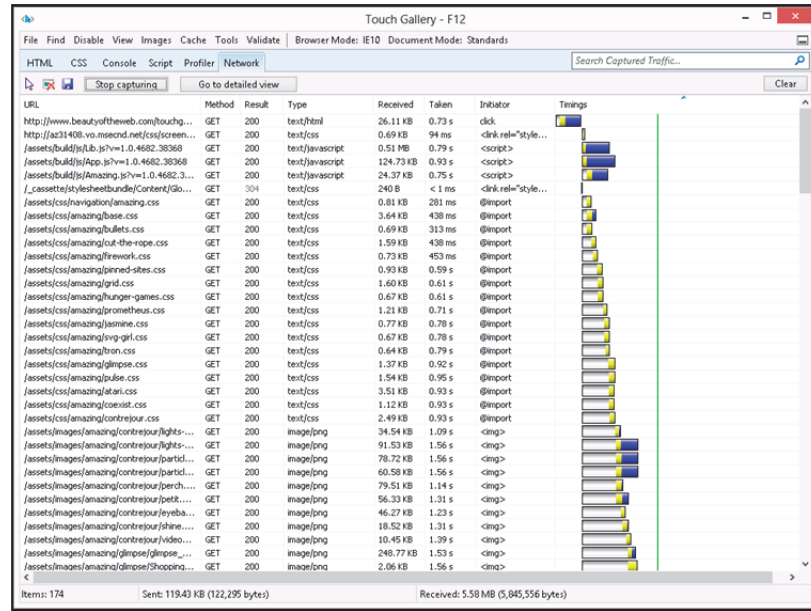 Touch Gallery - F12
File Find Disable View Images Cache Tools Validate Browser Mode: IE10 Document Mode: Standards
HTML CSS Console Script Profiler Network Search Captured Traffic...
Stop capturing Go to detailed view Clear
URL Method Result Type Received Taken Initiator Timings
http://www.beautyoftheweb.com/touchg... GET 200 text/html 26.11 KB 0.73 s click
http://az31408.vo.msecnd.net/css/screen... GET 200 text/css 0.69 KB 94 ms <link rel="style...
/assets/build/js/Lib.js?v=1.0.4682.38368 GET 200 text/javascript 0.51 MB 0.79 s <script>
/assets/build/js/App.js?v=1.0.4682.38368 GET 200 text/javascript 124.73 KB 0.93 s <script>
/assets/build/js/Amazing.js?v=1.0.4682.3... GET 200 text/javascript 24.37 KB 0.75 s <script>
/_cassette/stylesheetbundle/Content/Glo... GET 304 text/css 240 B < 1 ms <link rel="style...
/assets/css/navigation/amazing.css GET 200 text/css 0.81 KB 281 ms @import
/assets/css/amazing/base.css GET 200 text/css 3.64 KB 438 ms @import
/assets/css/amazing/bullets.css GET 200 text/css 0.69 KB 313 ms @import
/assets/css/amazing/cut-the-rope.css GET 200 text/css 1.59 KB 438 ms @import
/assets/css/amazing/firework.css GET 200 text/css 0.73 KB 453 ms @import
/assets/css/amazing/pinned-sites.css GET 200 text/css 0.93 KB 0.59 s @import
/assets/css/amazing/grid.css GET 200 text/css 1.60 KB 0.61 s @import
/assets/css/amazing/hunger-games.css GET 200 text/css 0.67 KB 0.61 s @import
/assets/css/amazing/prometheus.css GET 200 text/css 1.21 KB 0.71 s @import
/assets/css/amazing/jasmine.css GET 200 text/css 0.77 KB 0.78 s @import
/assets/css/amazing/svg-girl.css GET 200 text/css 0.67 KB 0.78 s @import
/assets/css/amazing/tron.css GET 200 text/css 0.64 KB 0.79 s @import
/assets/css/amazing/glimpse.css GET 200 text/css 1.37 KB 0.92 s @import
/assets/css/amazing/pulse.css GET 200 text/css 1.54 KB 0.95 s @import
/assets/css/amazing/atari.css GET 200 text/css 3.51 KB 0.93 s @import
/assets/css/amazing/coexist.css GET 200 text/css 1.12 KB 0.93 s @import
/assets/css/amazing/contrejour.css GET 200 text/css 2.49 KB 0.93 s @import
/assets/images/amazing/contrejour/lights-... GET 200 image/png 34.54 KB 1.09 s <img>
/assets/images/amazing/contrejour/lights-... GET 200 image/png 91.53 KB 1.56 s <img>
/assets/images/amazing/contrejour/particl... GET 200 image/png 78.72 KB 1.56 s <img>
/assets/images/amazing/contrejour/particl... GET 200 image/png 60.58 KB 1.56 s <img>
/assets/images/amazing/contrejour/perch.... GET 200 image/png 79.51 KB 1.14 s <img>
/assets/images/amazing/contrejour/petit.... GET 200 image/png 56.33 KB 1.31 s <img>
/assets/images/amazing/contrejour/eyeba... GET 200 image/png 46.27 KB 1.23 s <img>
/assets/images/amazing/contrejour/shine.... GET 200 image/png 18.52 KB 1.31 s <img>
/assets/images/amazing/contrejour/video... GET 200 image/png 10.45 KB 1.39 s <img>
/assets/images/amazing/glimpse/glimpse_... GET 200 image/png 248.77 KB 1.53 s <img>
/assets/images/amazing/glimpse/Shopping... GET 200 image/png 2.06 KB 1.56 s <img>
Items: 174 Sent: 119.43 KB (122,295 bytes) Received: 5.58 MB (5,845,556 bytes)